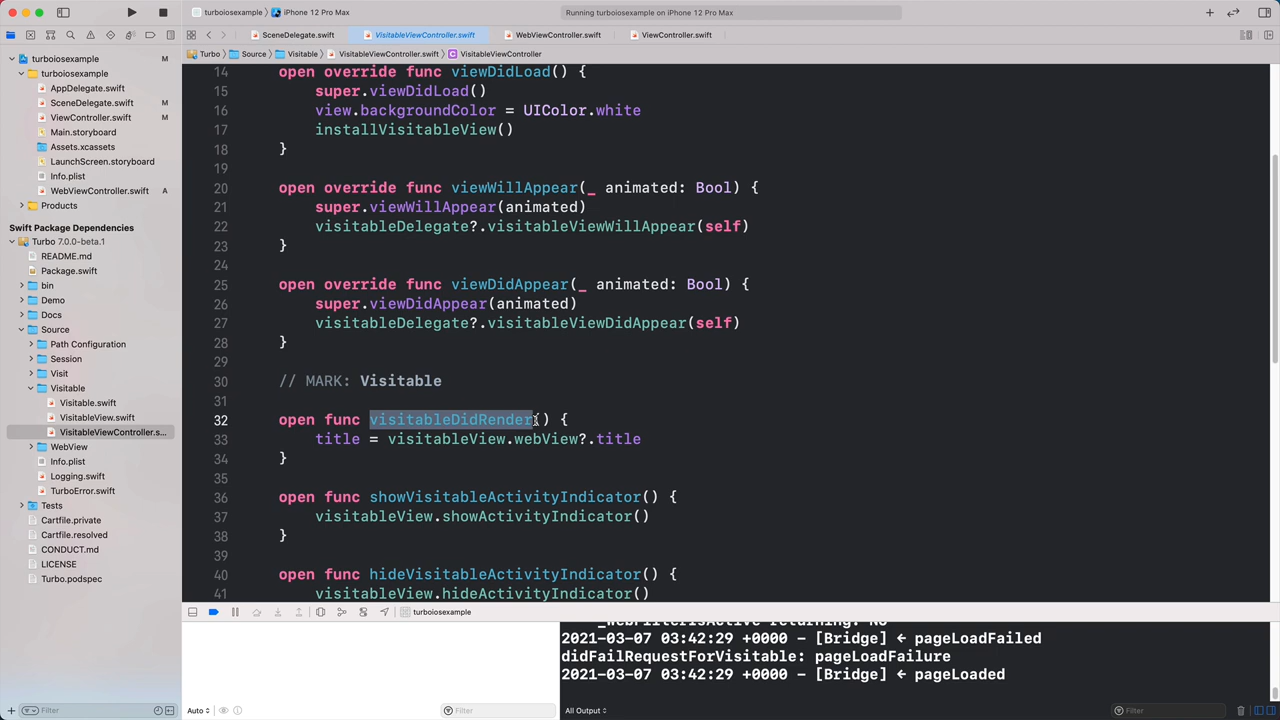 turboiosexample
iPhone 12 Pro Max
Running turboiosexample on iPhone 12 Pro Max
SceneDelegate.swift
VisitableViewController.swift
WebViewController.swift
ViewController.swift
Turbo
Source
Visitable
VisitableViewController.swift
VisitableViewController
turboiosexample M
turboiosexample
AppDelegate.swift
SceneDelegate.swift M
ViewController.swift M
Main.storyboard
Assets.xcassets
LaunchScreen.storyboard
Info.plist
WebViewController.swift A
Products
Swift Package Dependencies
Turbo 7.0.0-beta.1
README.md
Package.swift
bin
Demo
Docs
Source
Path Configuration
Session
Visit
Visitable
Visitable.swift
VisitableView.swift
VisitableViewController.s...
WebView
Info.plist
Logging.swift
TurboError.swift
Tests
Cartfile.private
Cartfile.resolved
CONDUCT.md
LICENSE
Turbo.podspec
Filter
14 open override func viewDidLoad() {
15 super.viewDidLoad()
16 view.backgroundColor = UIColor.white
17 installVisitableView()
18 }
19
20 open override func viewWillAppear(_ animated: Bool) {
21 super.viewWillAppear(animated)
22 visitableDelegate?.visitableViewWillAppear(self)
23 }
24
25 open override func viewDidAppear(_ animated: Bool) {
26 super.viewDidAppear(animated)
27 visitableDelegate?.visitableViewDidAppear(self)
28 }
29
30 // MARK: Visitable
31
32 open func visitableDidRender() {
33 title = visitableView.webView?.title
34 }
35
36 open func showVisitableActivityIndicator() {
37 visitableView.showActivityIndicator()
38 }
39
40 open func hideVisitableActivityIndicator() {
41 visitableView.hideActivityIndicator()
turboiosexample
_WebFilterIsActive returning: NO
2021-03-07 03:42:29 +0000 - [Bridge] ← pageLoadFailed
didFailRequestForVisitable: pageLoadFailure
2021-03-07 03:42:29 +0000 - [Bridge] ← pageLoaded
Auto
Filter
All Output
Filter